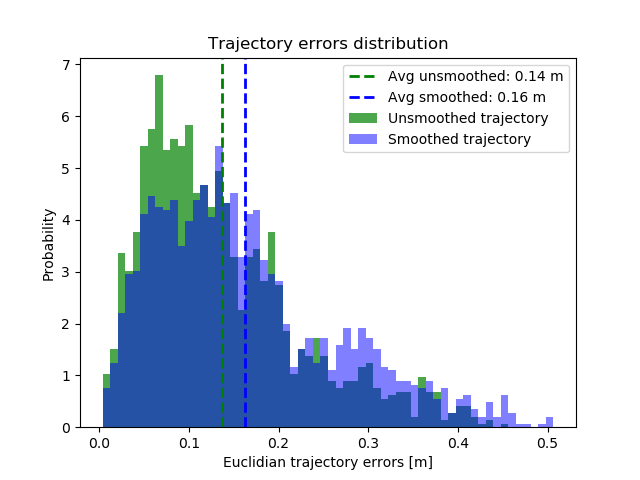 Trajectory errors distribution
Avg unsmoothed: 0.14 m
Avg smoothed: 0.16 m
Unsmoothed trajectory
Smoothed trajectory
Probability
7
6
5
4
3
2
1
0
0.0 0.1 0.2 0.3 0.4 0.5
Euclidian trajectory errors [m]